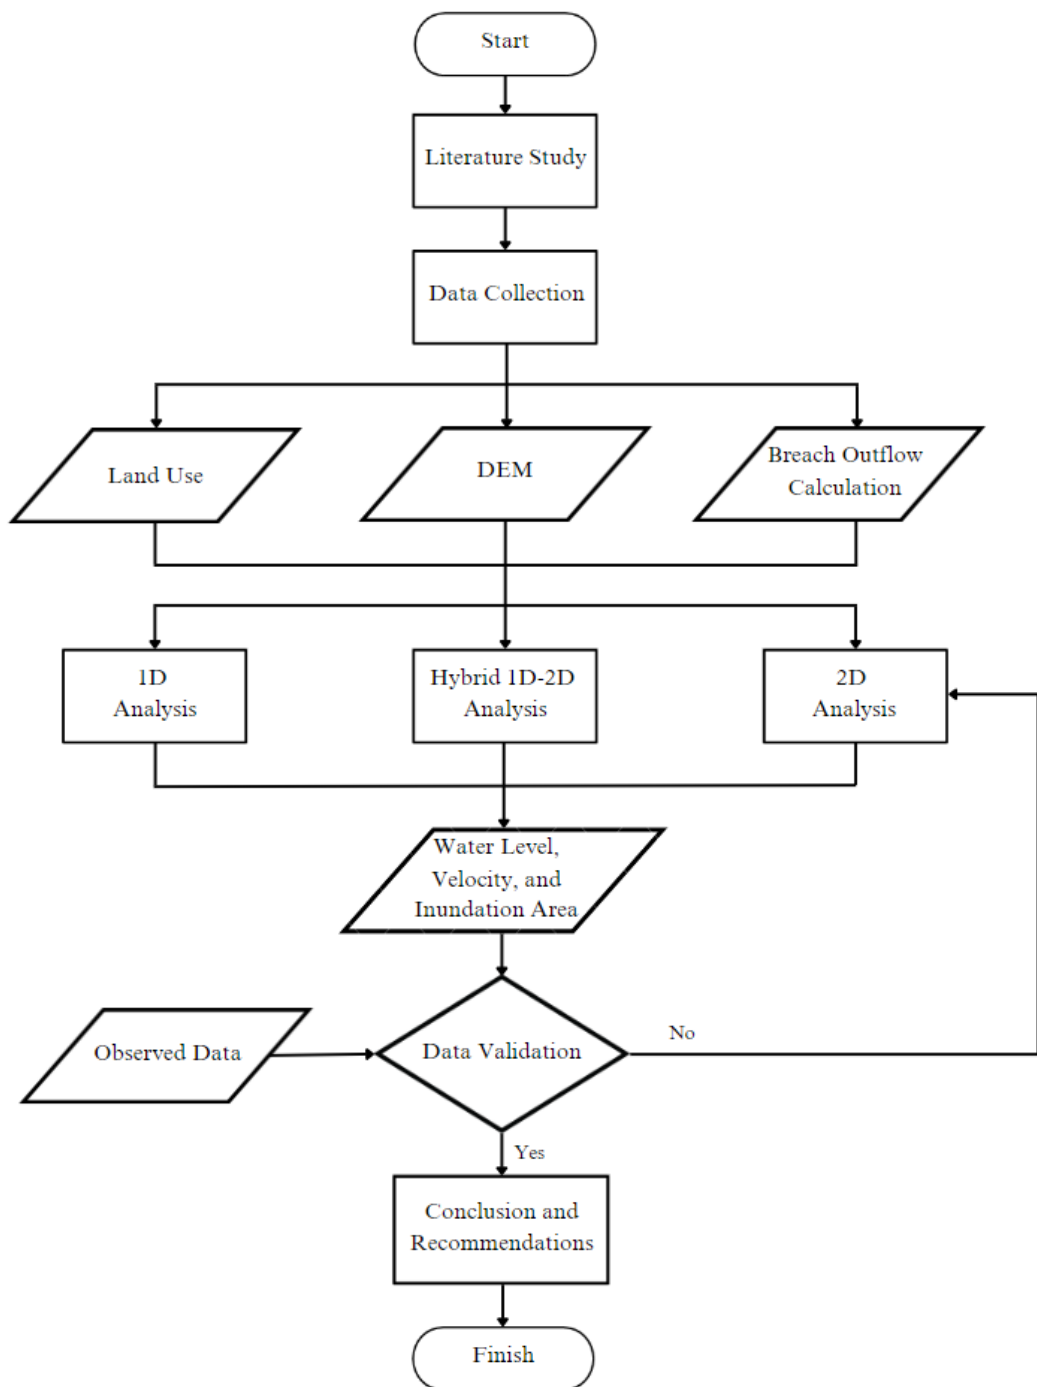 Start
Literature Study
Data Collection
Land Use
DEM
Breach Outflow
Calculation
1D
Analysis
Hybrid 1D-2D
Analysis
2D
Analysis
Water Level,
Velocity, and
Inundation Area
Observed Data
Data Validation
No
Yes
Conclusion and
Recommendations
Finish